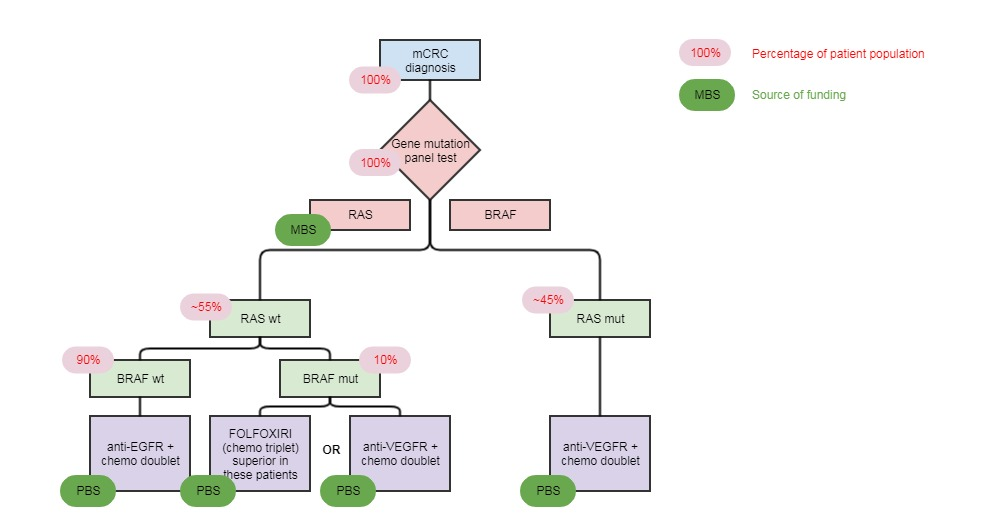 mCRC
diagnosis
100%
100%
Percentage of patient population
MBS
Source of funding
Gene mutation
panel test
100%
RAS
BRAF
MBS
~55%
RAS wt
~45%
RAS mut
90%
BRAF wt
BRAF mut
10%
anti-EGFR +
chemo doublet
PBS
FOLFOXIRI
(chemo triplet)
superior in
these patients
PBS
OR
anti-VEGFR +
chemo doublet
PBS
anti-VEGFR +
chemo doublet
PBS